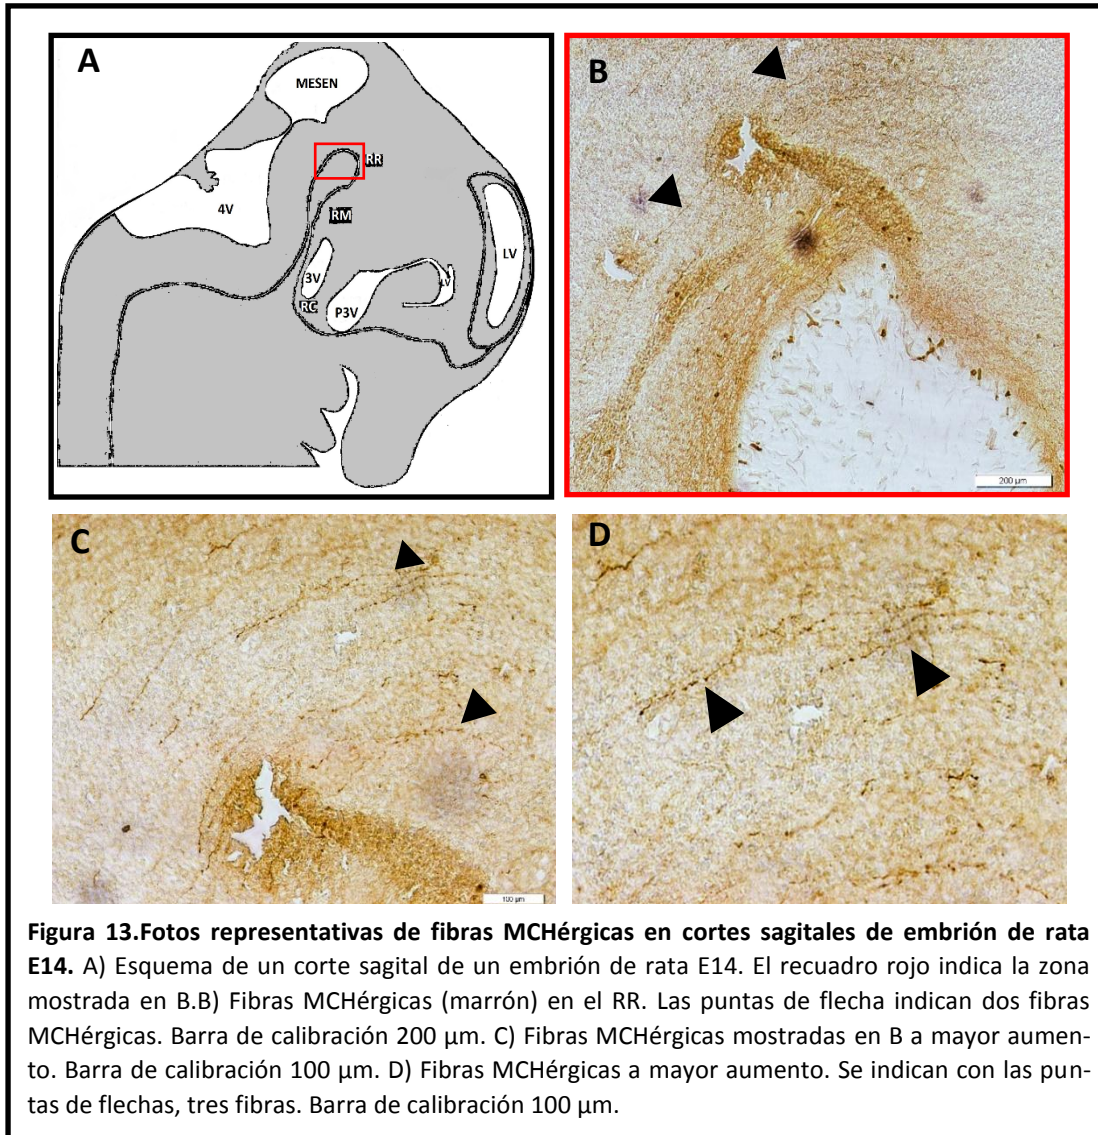 A
MESEN
RR
4V
RM
LV
3V
RC
P3V
B
200 µm
C
100 µm
D
Figura 13.Fotos representativas de fibras MCHérgicas en cortes sagitales de embrión de rata
E14. A) Esquema de un corte sagital de un embrión de rata E14. El recuadro rojo indica la zona
mostrada en B.B) Fibras MCHérgicas (marrón) en el RR. Las puntas de flecha indican dos fibras
MCHérgicas. Barra de calibración 200 µm. C) Fibras MCHérgicas mostradas en B a mayor aumen-
to. Barra de calibración 100 µm. D) Fibras MCHérgicas a mayor aumento. Se indican con las pun-
tas de flechas, tres fibras. Barra de calibración 100 µm.